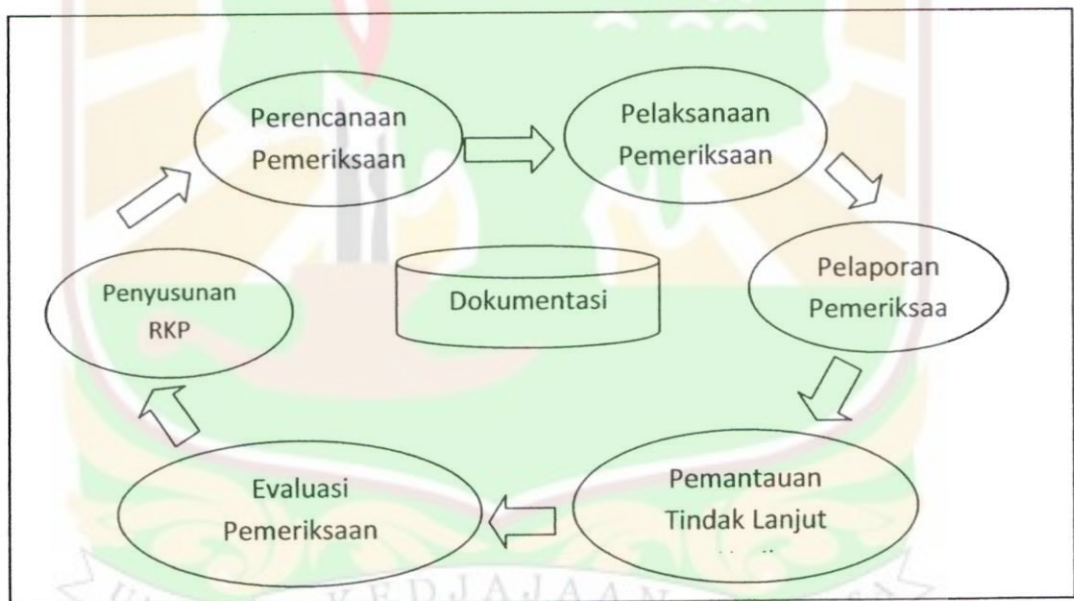 Perencanaan
Pemeriksaan
Pelaksanaan
Pemeriksaan
Pelaporan
Pemeriksaa
Dokumentasi
Penyusunan
RKP
Evaluasi
Pemeriksaan
Pemantauan
Tindak Lanjut
KEDJAJAAN